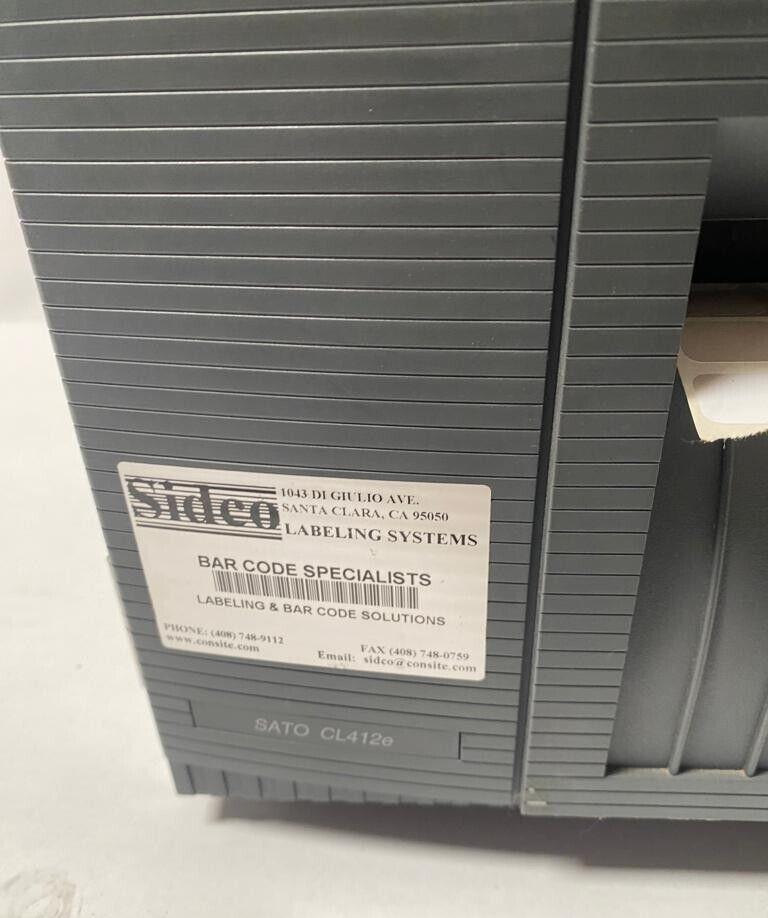 Sidco
1043 DI GIULIO AVE.
SANTA CLARA, CA 95050
LABELING SYSTEMS
BAR CODE SPECIALISTS
LABELING & BAR CODE SOLUTIONS
PHONE: (408) 748-9112
FAX (408) 748-0759
www.consite.com
Email: sidco@consite.com
SATO CL412e